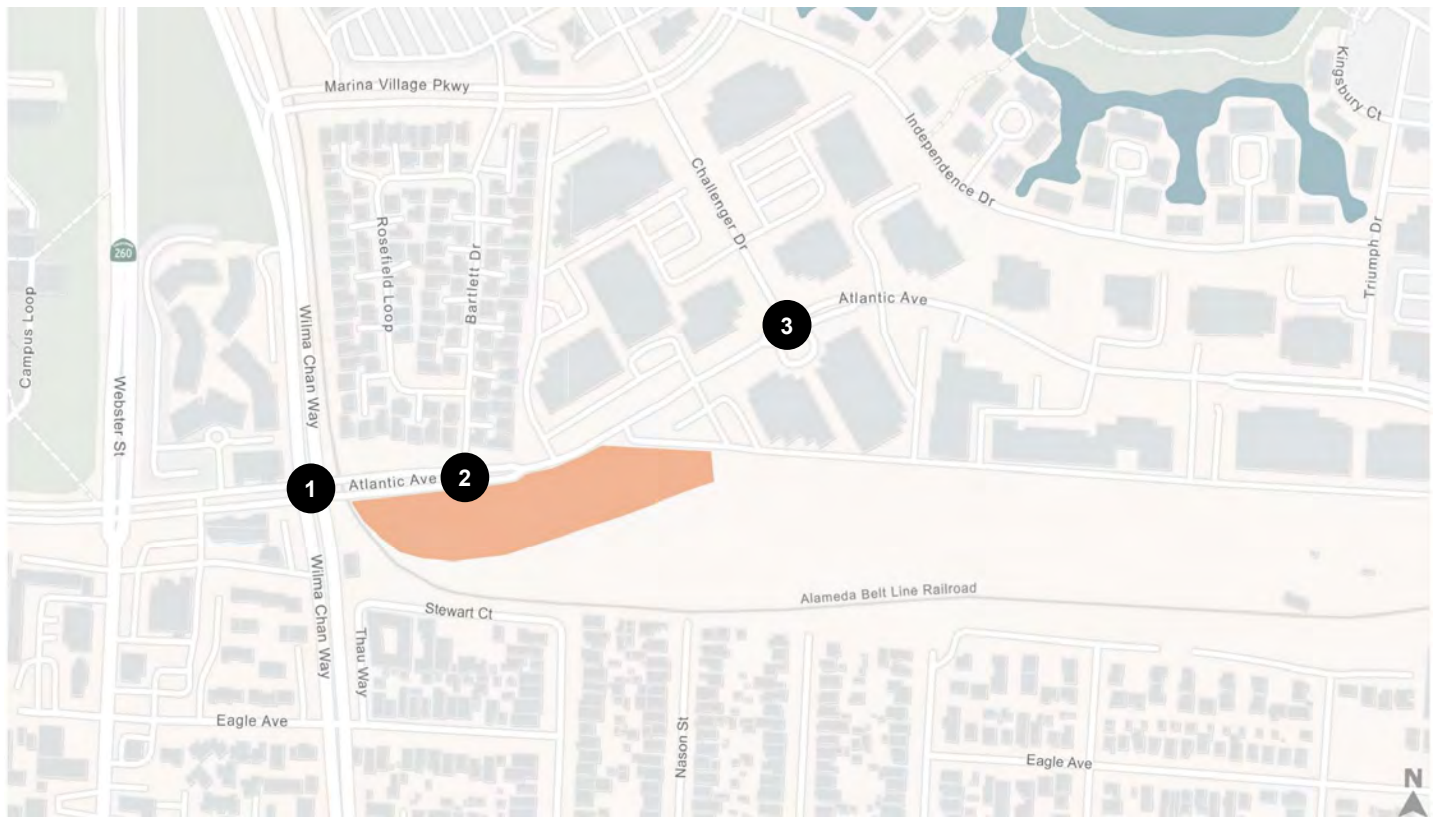 Marina Village Pkwy
Kingsbury Ct
Independence Dr
Challenger Dr
Rosefield Loop
Bartlett Dr
260
Triumph Dr
Campus Loop
Wilma Chan Way
Atlantic Ave
3
Webster St
Atlantic Ave
2
1
Wilma Chan Way
Alameda Belt Line Railroad
Stewart Ct
Thau Way
Eagle Ave
Nason St
Eagle Ave
N